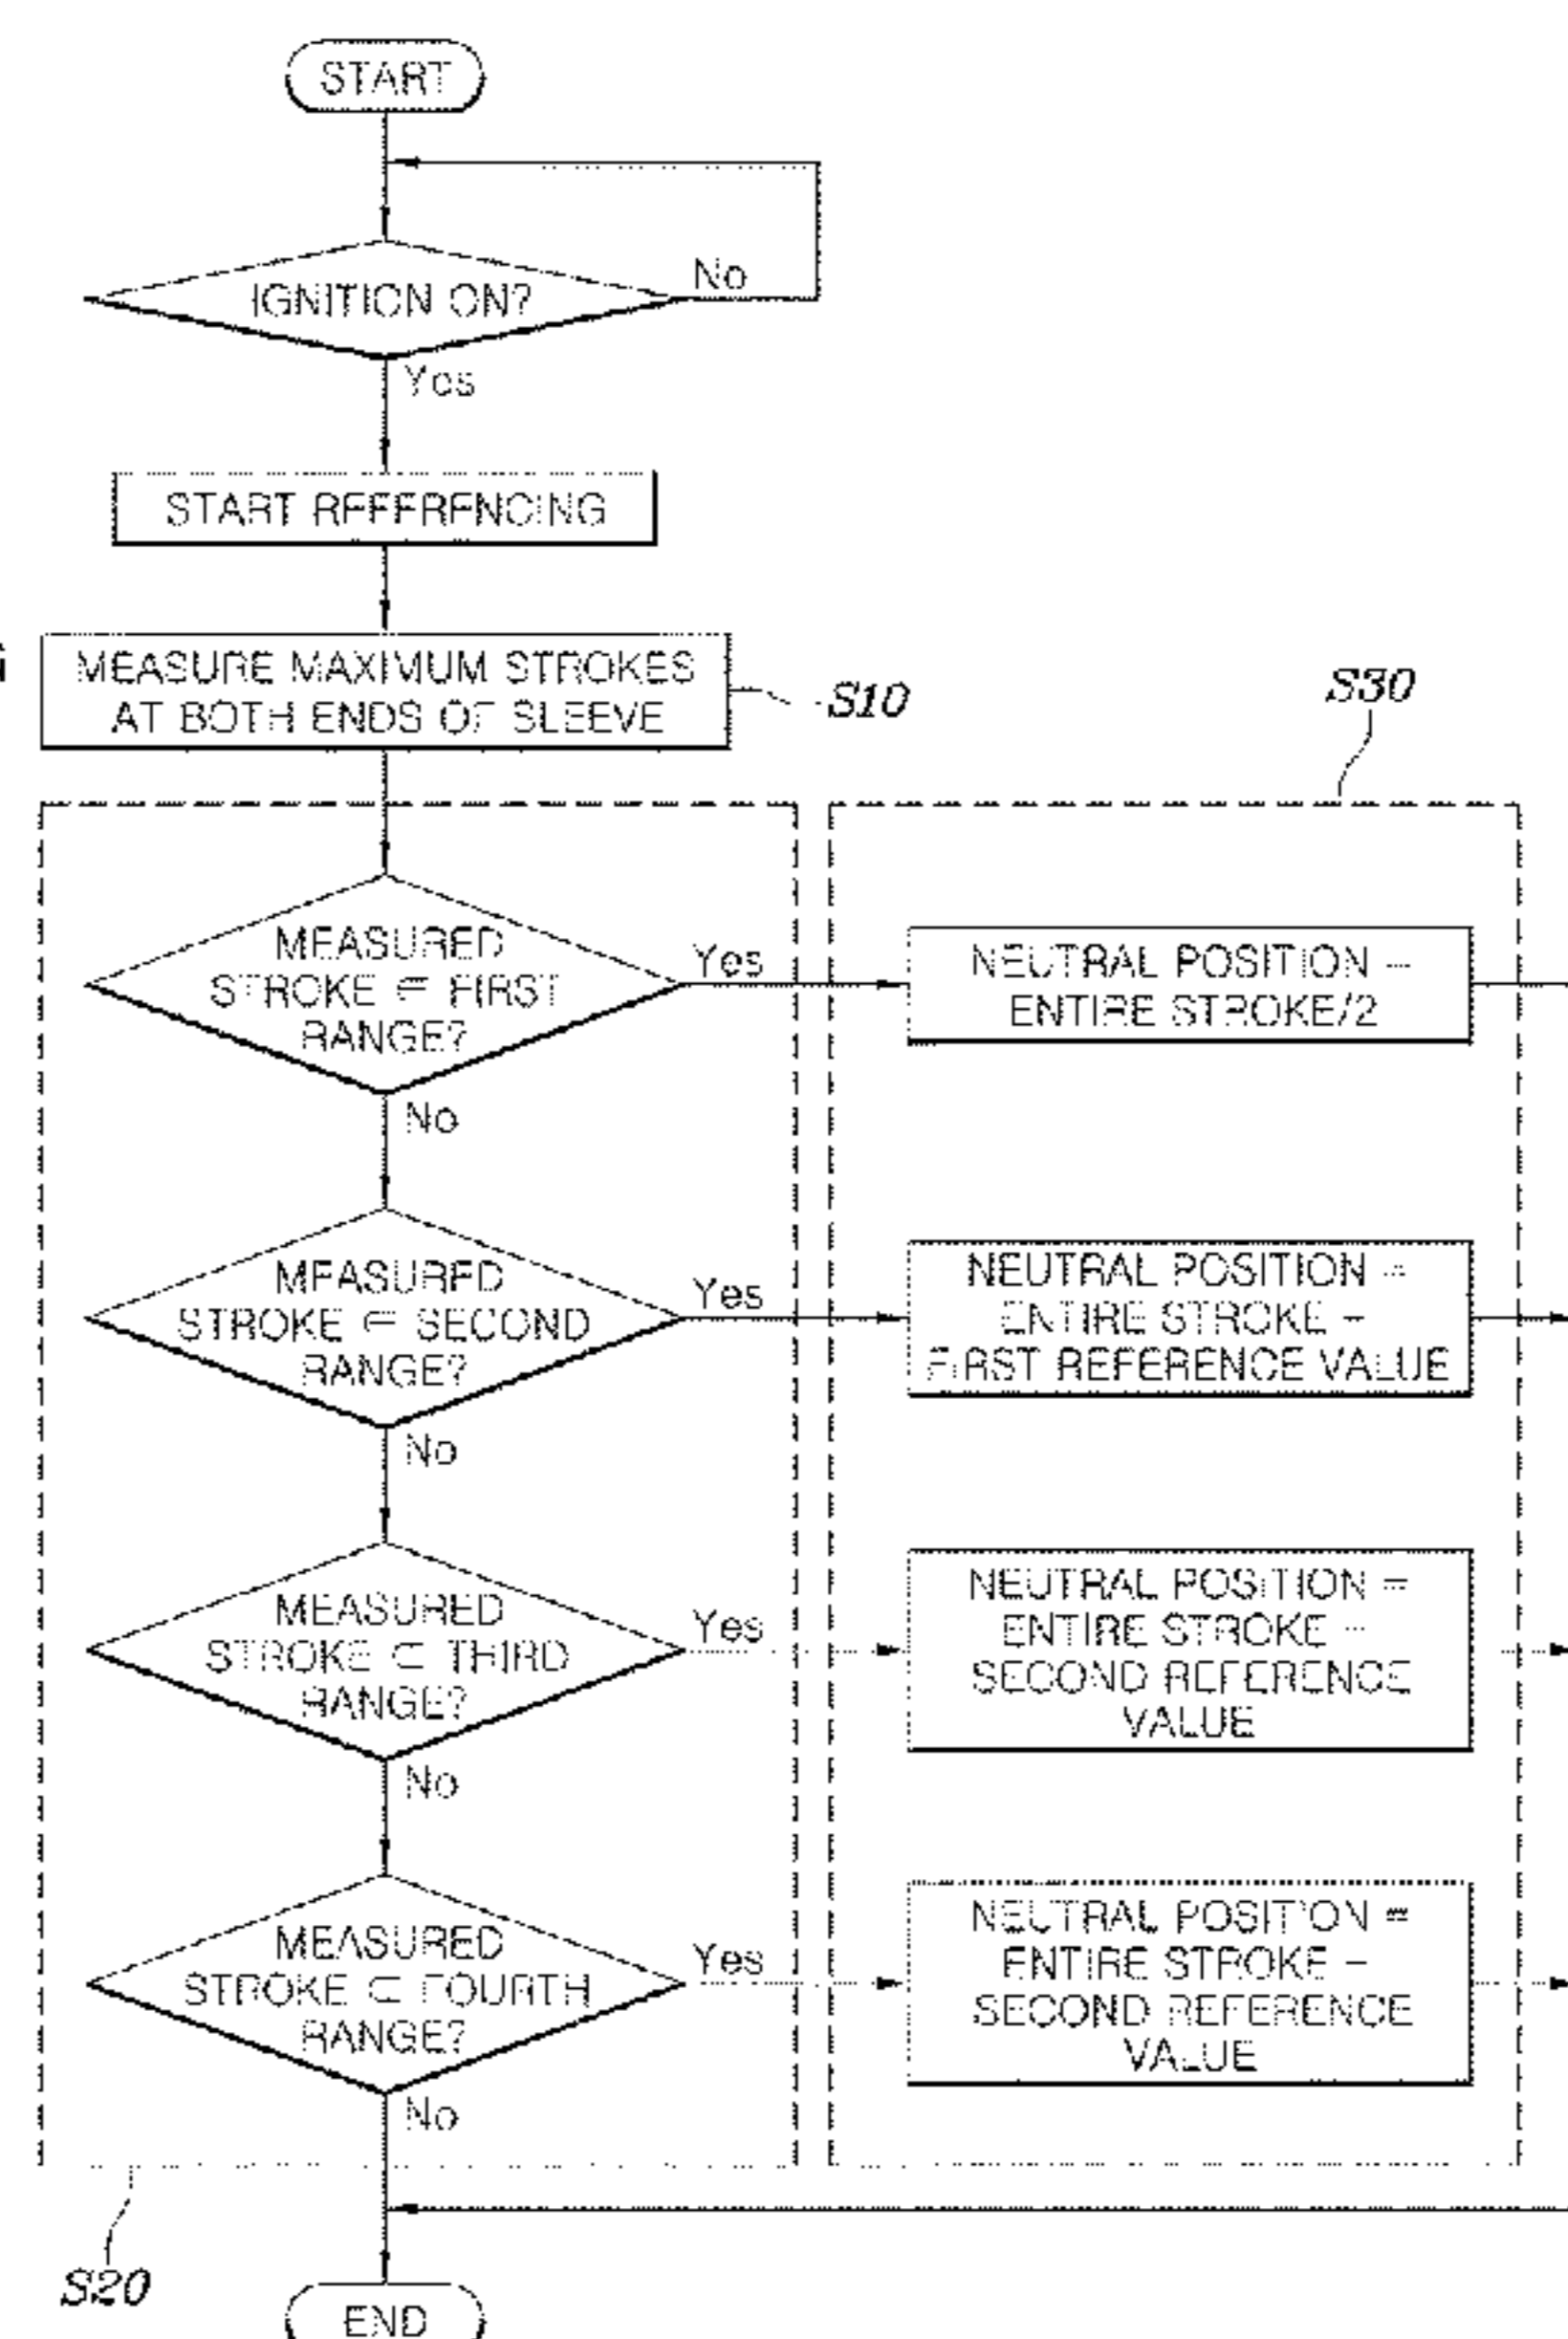 START
IGNITION ON?
No
Yes
START REFERENCING
MEASURE MAXIMUM STROKES
AT BOTH ENDS OF SLEEVE
S10
S30
MEASURED
STROKE ⊂ FIRST
RANGE?
Yes
NEUTRAL POSITION =
ENTIRE STROKE/2
No
MEASURED
STROKE ⊂ SECOND
RANGE?
Yes
NEUTRAL POSITION =
ENTIRE STROKE –
FIRST REFERENCE VALUE
No
MEASURED
STROKE ⊂ THIRD
RANGE?
Yes
NEUTRAL POSITION =
ENTIRE STROKE –
SECOND REFERENCE
VALUE
No
MEASURED
STROKE ⊂ FOURTH
RANGE?
Yes
NEUTRAL POSITION =
ENTIRE STROKE –
SECOND REFERENCE
VALUE
No
S20
END